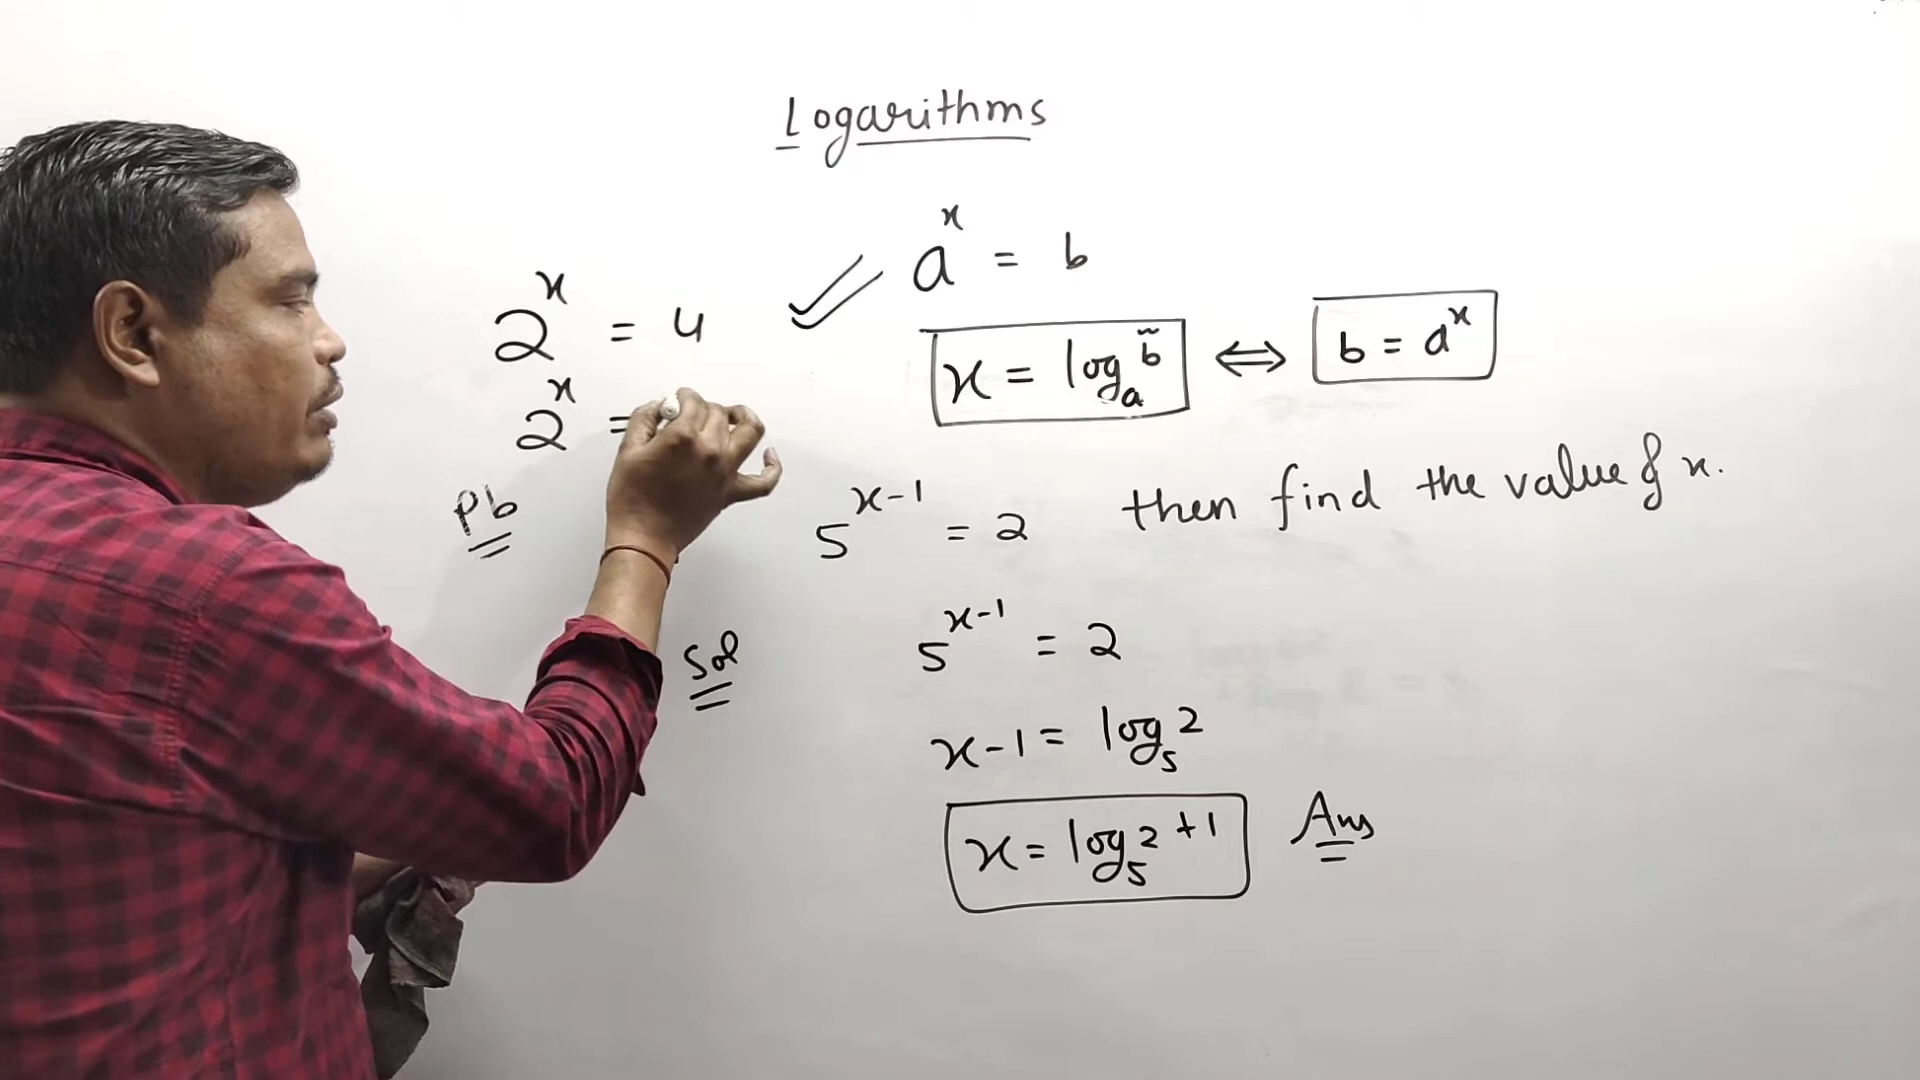 Logarithms
a^x = b
2^x = 4
x = log_a b ⇔ b = a^x
2^x =
Pb 5^(x-1) = 2 then find the value of x.
Sol 5^(x-1) = 2
x-1 = log_5 2
x = log_5 2 +1 Ans